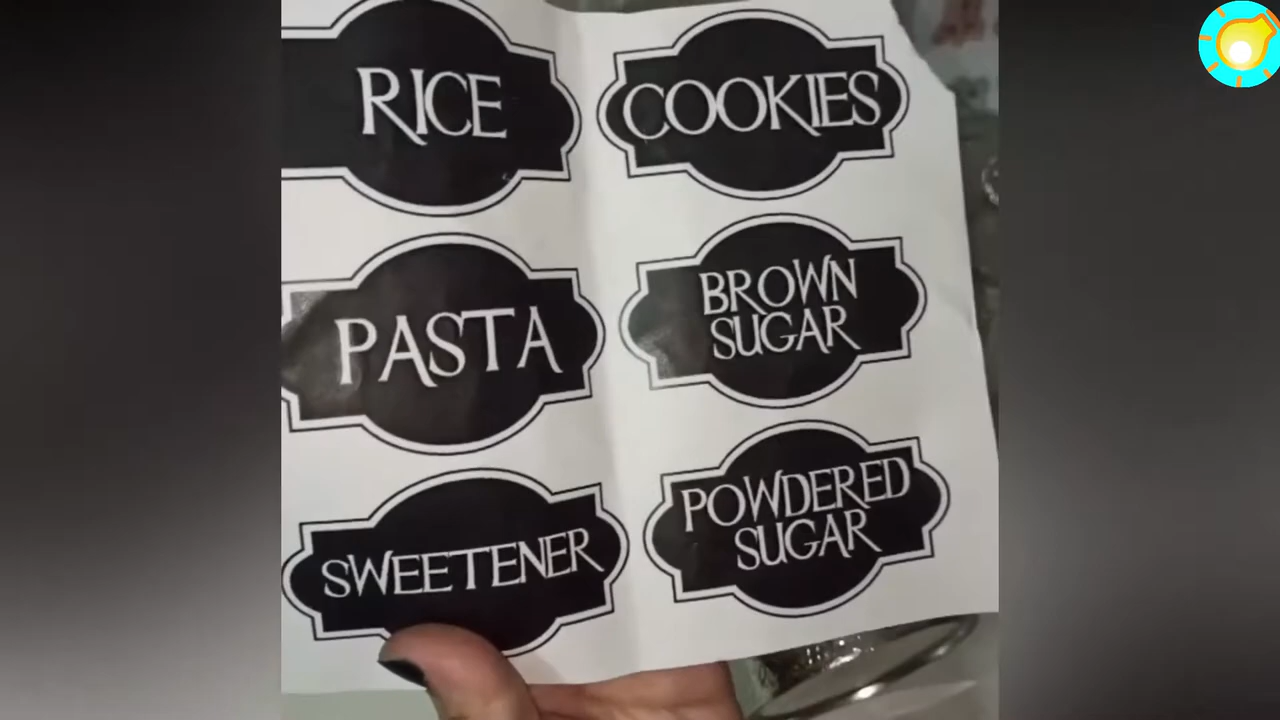 RICE
COOKIES
PASTA
BROWN
SUGAR
SWEETENER
POWDERED
SUGAR